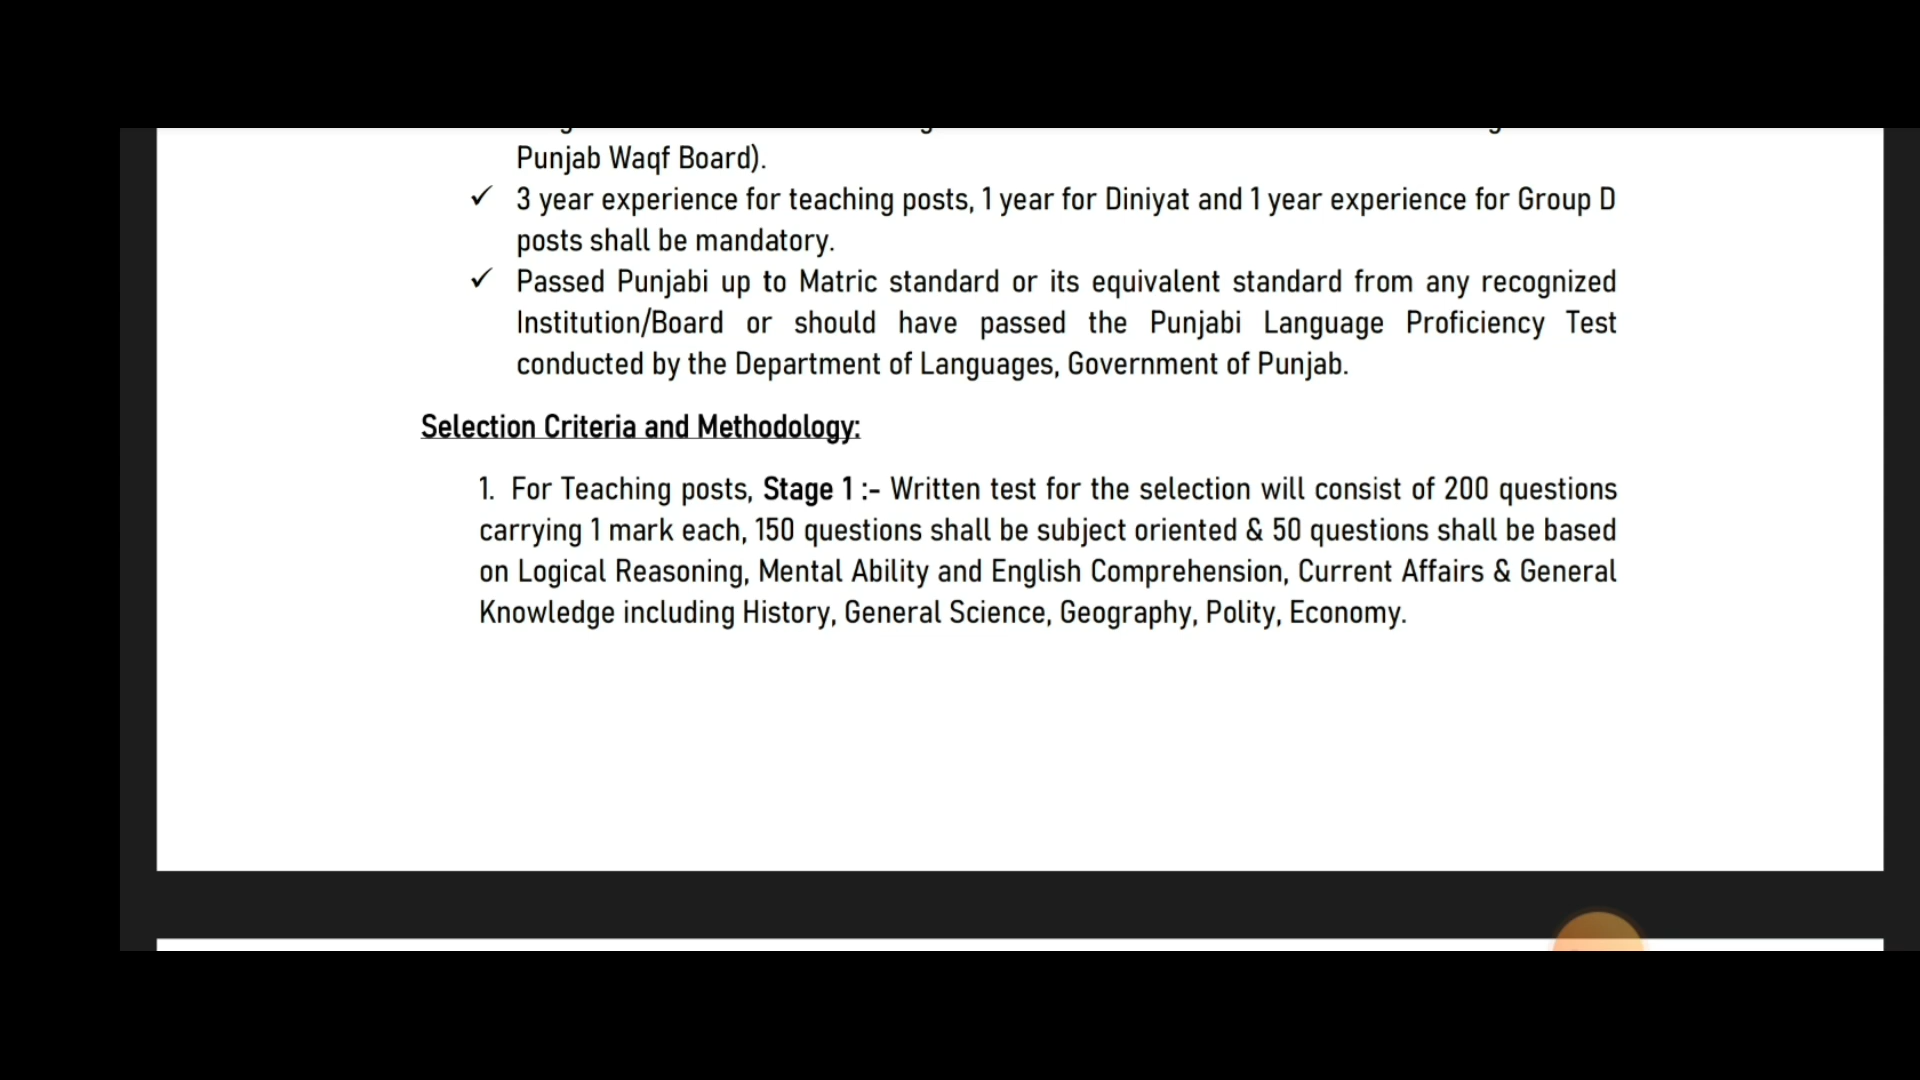 Punjab Waqf Board).
✓ 3 year experience for teaching posts, 1 year for Diniyat and 1 year experience for Group D
posts shall be mandatory.
✓ Passed Punjabi up to Matric standard or its equivalent standard from any recognized
Institution/Board or should have passed the Punjabi Language Proficiency Test
conducted by the Department of Languages, Government of Punjab.
Selection Criteria and Methodology:
1. For Teaching posts, Stage 1 :- Written test for the selection will consist of 200 questions
carrying 1 mark each, 150 questions shall be subject oriented & 50 questions shall be based
on Logical Reasoning, Mental Ability and English Comprehension, Current Affairs & General
Knowledge including History, General Science, Geography, Polity, Economy.